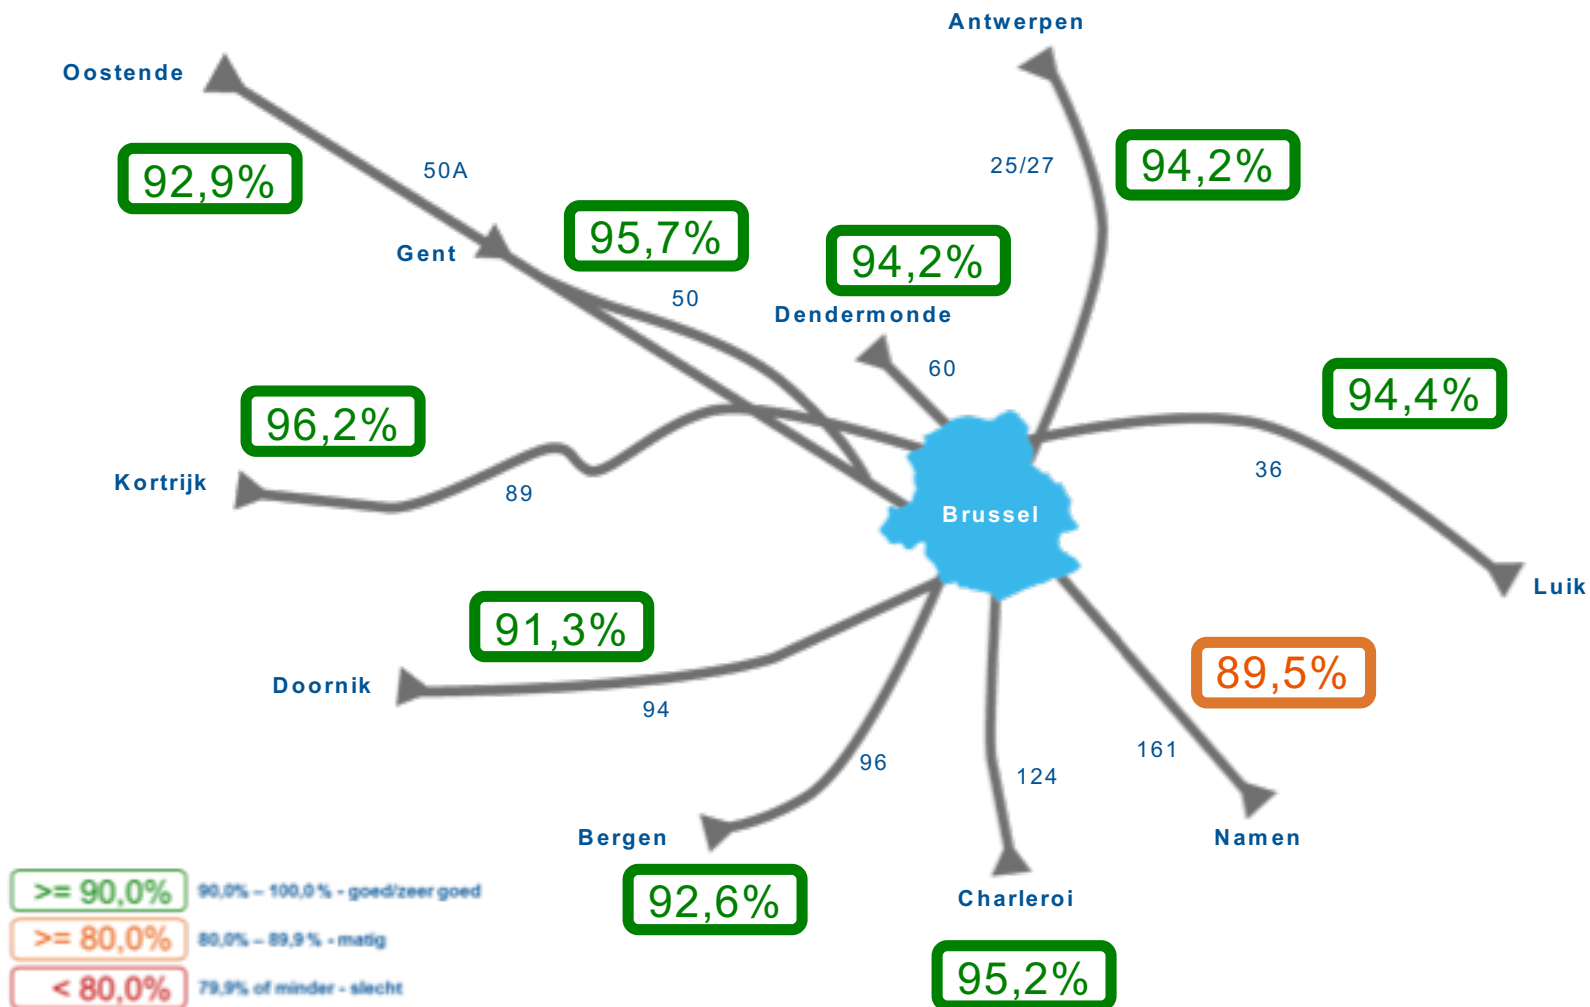 Antwerpen
Oostende
92,9%
50A
25/27
94,2%
Gent
95,7%
50
94,2%
Dendermonde
60
96,2%
94,4%
Kortrijk
89
36
Brussel
Luik
91,3%
Doornik
94
89,5%
96
124
161
Bergen
Namen
92,6%
Charleroi
95,2%
>= 90,0% 90,0% – 100,0 % - goed/zeer goed
>= 80,0% 80,0% – 89,9 % - matig
< 80,0% 79,9% of minder - slecht